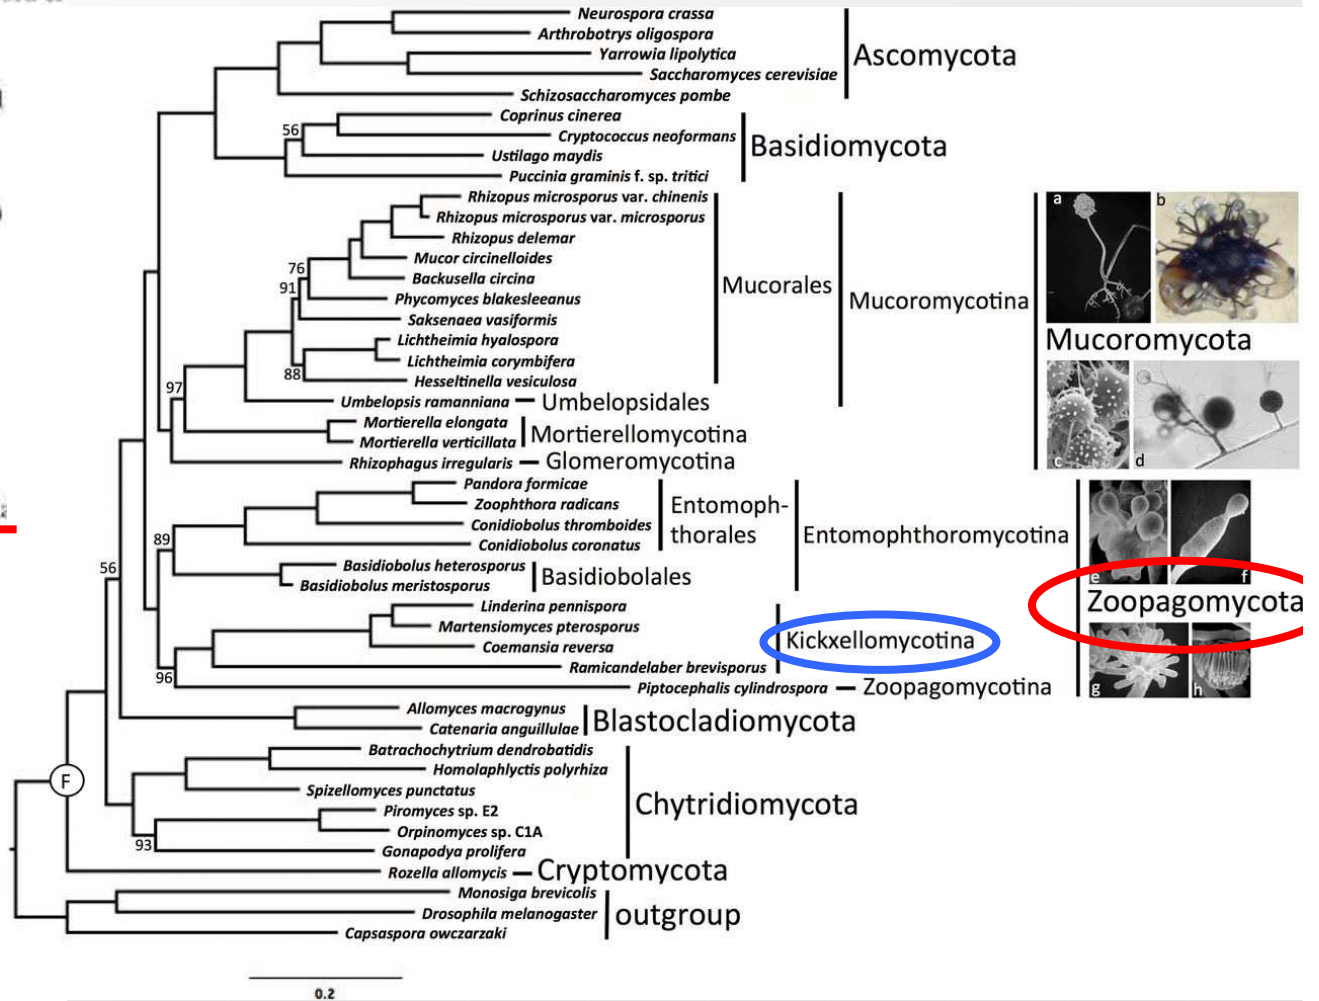 Neurospora crassa
Arthrobotrys oligospora
Yarrowia lipolytica
Saccharomyces cerevisiae
Schizosaccharomyces pombe
Ascomycota
56
Coprinus cinerea
Cryptococcus neoformans
Ustilago maydis
Puccinia graminis f. sp. tritici
Basidiomycota
Rhizopus microsporus var. chinenis
Rhizopus microsporus var. microsporus
Rhizopus delemar
Mucor circinelloides
76
Backusella circina
91
Phycomyces blakesleeanus
Saksenaea vasiformis
Lichtheimia hyalospora
Lichtheimia corymbifera
88
Hesseltinella vesiculosa
Mucorales
Mucoromycotina
97
Umbelopsis ramanniana
Umbelopsidales
Mortierella elongata
Mortierella verticillata
Mortierellomycotina
Rhizophagus irregularis
Glomeromycotina
a
b
Mucoromycota
c
d
Pandora formicae
Zoophthora radicans
Conidiobolus thromboides
Conidiobolus coronatus
Entomoph-
thorales
Entomophthoromycotina
89
Basidiobolus heterosporus
Basidiobolus meristosporus
Basidiobolales
56
e
f
Zoopagomycota
g
h
Linderina pennispora
Martensiomyces pterosporus
Coemansia reversa
Ramicandelaber brevisporus
Kickxellomycotina
96
Piptocephalis cylindrospora
Zoopagomycotina
Allomyces macrogynus
Catenaria anguillulae
Blastocladiomycota
F
Batrachochytrium dendrobatidis
Homolaphlyctis polyrhiza
Spizellomyces punctatus
Piromyces sp. E2
Orpinomyces sp. C1A
93
Gonapodya prolifera
Chytridiomycota
Rozella allomycis
Cryptomycota
Monosiga brevicolis
Drosophila melanogaster
Capsaspora owczarzaki
outgroup
0.2